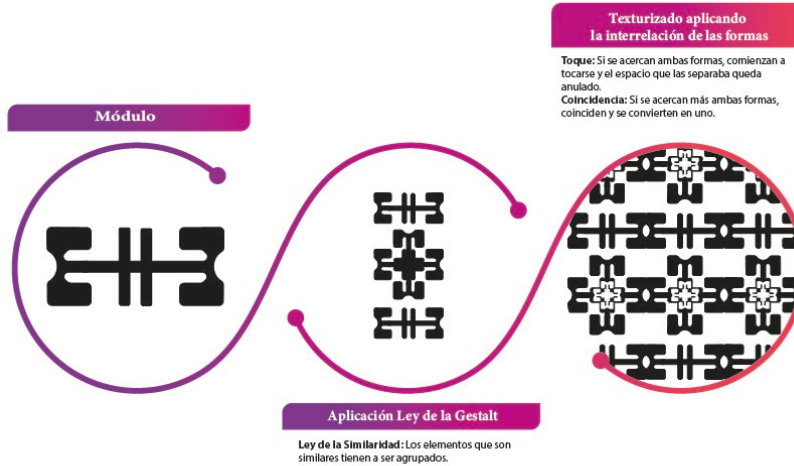 Módulo
Aplicación Ley de la Gestalt
Ley de la Similaridad: Los elementos que son
similares tienen a ser agrupados.
Texturizado aplicando
la interrelación de las formas
Toque: Si se acercan ambas formas, comienzan a
tocarse y el espacio que las separaba queda
anulado.
Coincidencia: Si se acercan más ambas formas,
coinciden y se convierten en uno.